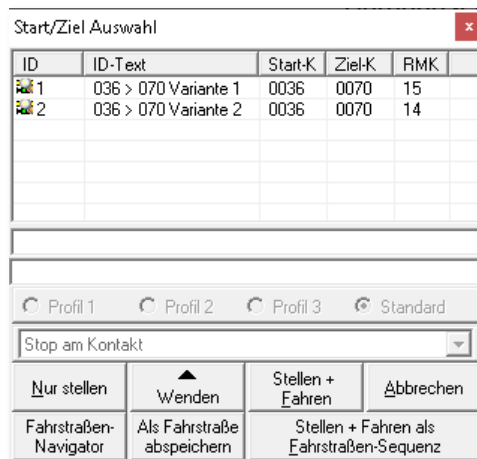 Start/Ziel Auswahl
x
ID ID-Text Start-K Ziel-K RMK
1 036 > 070 Variante 1 0036 0070 15
2 036 > 070 Variante 2 0036 0070 14
Profil 1 Profil 2 Profil 3 Standard
Stop am Kontakt
Nur stellen
Wenden
Stellen +
Fahren
Abbrechen
Fahrstraßen-
Navigator
Als Fahrstraße
abspeichern
Stellen + Fahren als
Fahrstraßen-Sequenz